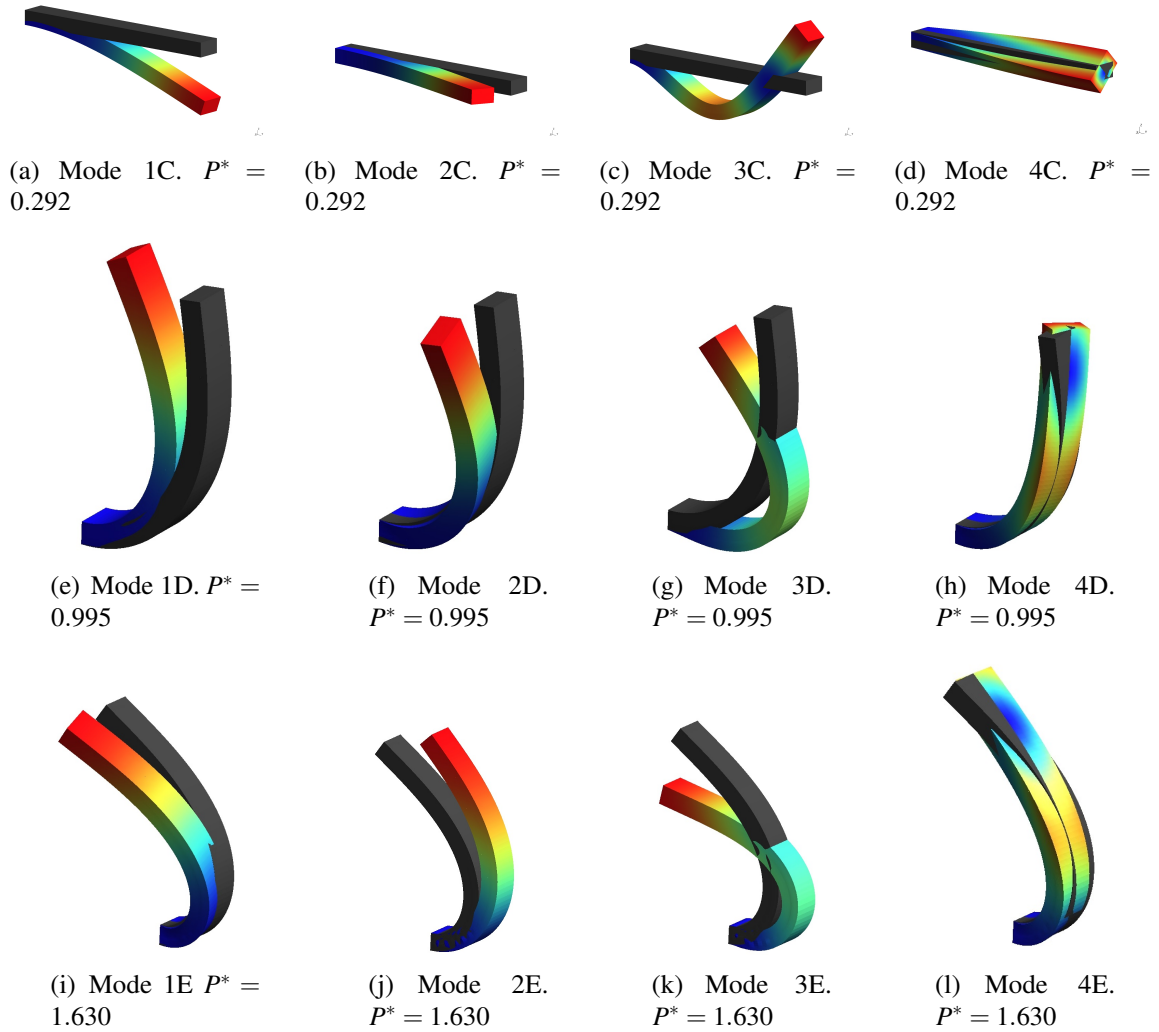 (a) Mode 1C. P* =
0.292
(b) Mode 2C. P* =
0.292
(c) Mode 3C. P* =
0.292
(d) Mode 4C. P* =
0.292
(e) Mode 1D. P* =
0.995
(f) Mode 2D.
P* = 0.995
(g) Mode 3D.
P* = 0.995
(h) Mode 4D.
P* = 0.995
(i) Mode 1E P* =
1.630
(j) Mode 2E.
P* = 1.630
(k) Mode 3E.
P* = 1.630
(l) Mode 4E.
P* = 1.630